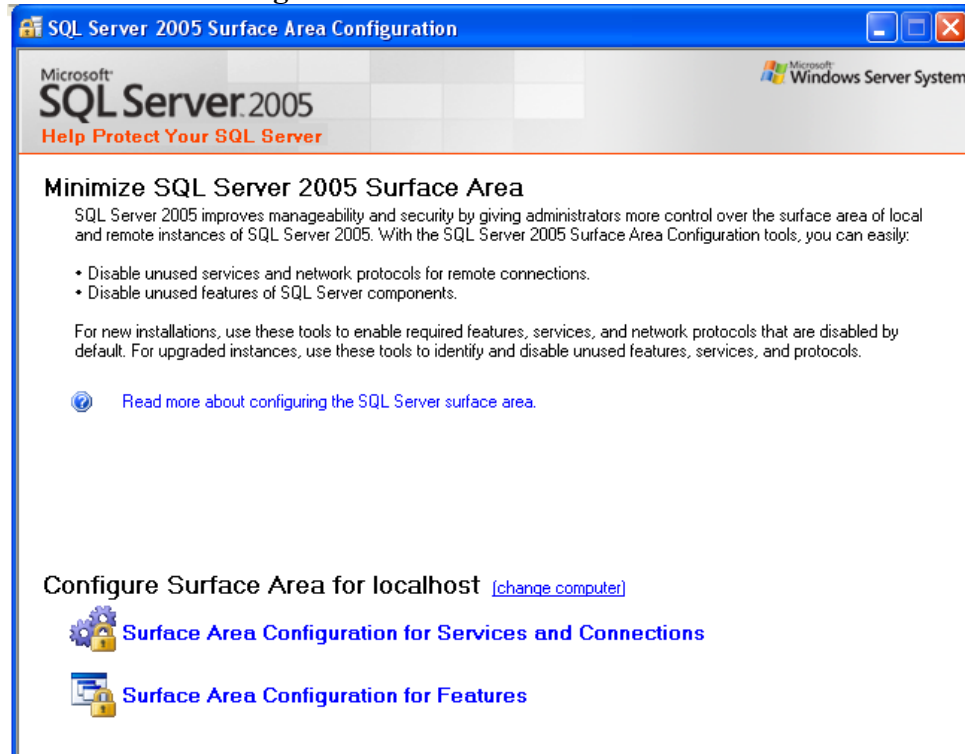 SQL Server 2005 Surface Area Configuration
Microsoft
SQL Server 2005
Microsoft
Windows Server System
Help Protect Your SQL Server
Minimize SQL Server 2005 Surface Area
SQL Server 2005 improves manageability and security by giving administrators more control over the surface area of local
and remote instances of SQL Server 2005. With the SQL Server 2005 Surface Area Configuration tools, you can easily:
• Disable unused services and network protocols for remote connections.
• Disable unused features of SQL Server components.
For new installations, use these tools to enable required features, services, and network protocols that are disabled by
default. For upgraded instances, use these tools to identify and disable unused features, services, and protocols.
Read more about configuring the SQL Server surface area.
Configure Surface Area for localhost (change computer)
Surface Area Configuration for Services and Connections
Surface Area Configuration for Features